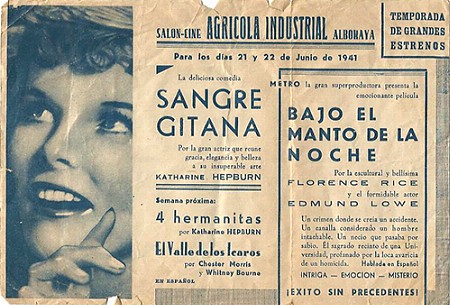 SALON-CINE AGRICOLA INDUSTRIAL ALBORAYA
Para los días 21 y 22 de Junio de 1941
TEMPORADA
DE GRANDES
ESTRENOS
La deliciosa comedia
SANGRE
GITANA
Por la gran actriz que reune
gracia, elegancia y belleza
a su insuperable arte
KATHARINE HEPBURN
Semana próxima:
4 hermanitas
por Katharine HEPBURN
El Valle de los Icaros
por Chester Morris
y Whitney Bourne
EN ESPAÑOL
METRO la gran superproductora presenta la
emocionante película
BAJO EL
MANTO DE LA
NOCHE
Por la escultural y bellísima
FLORENCE RICE
y el formidable actor
EDMUND LOWE
Un crimen donde se creía un accidente.
Un canalla considerado un hombre
intachable. Un necio que pasaba por
sabio. El sagrado recinto de una Uni-
versidad, profanado por la loca avaricia
de un homicida. Hablada en Español
INTRIGA - EMOCION - MISTERIO
¡EXITO SIN PRECEDENTES!